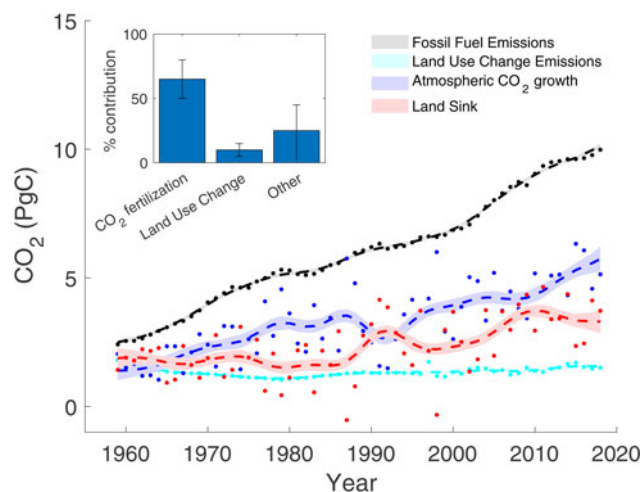 15
10
5
0
CO2 (PgC)
1960 1970 1980 1990 2000 2010 2020
Year
100
50
0
% contribution
CO2 fertilization
Land Use Change
Other
Fossil Fuel Emissions
Land Use Change Emissions
Atmospheric CO2 growth
Land Sink